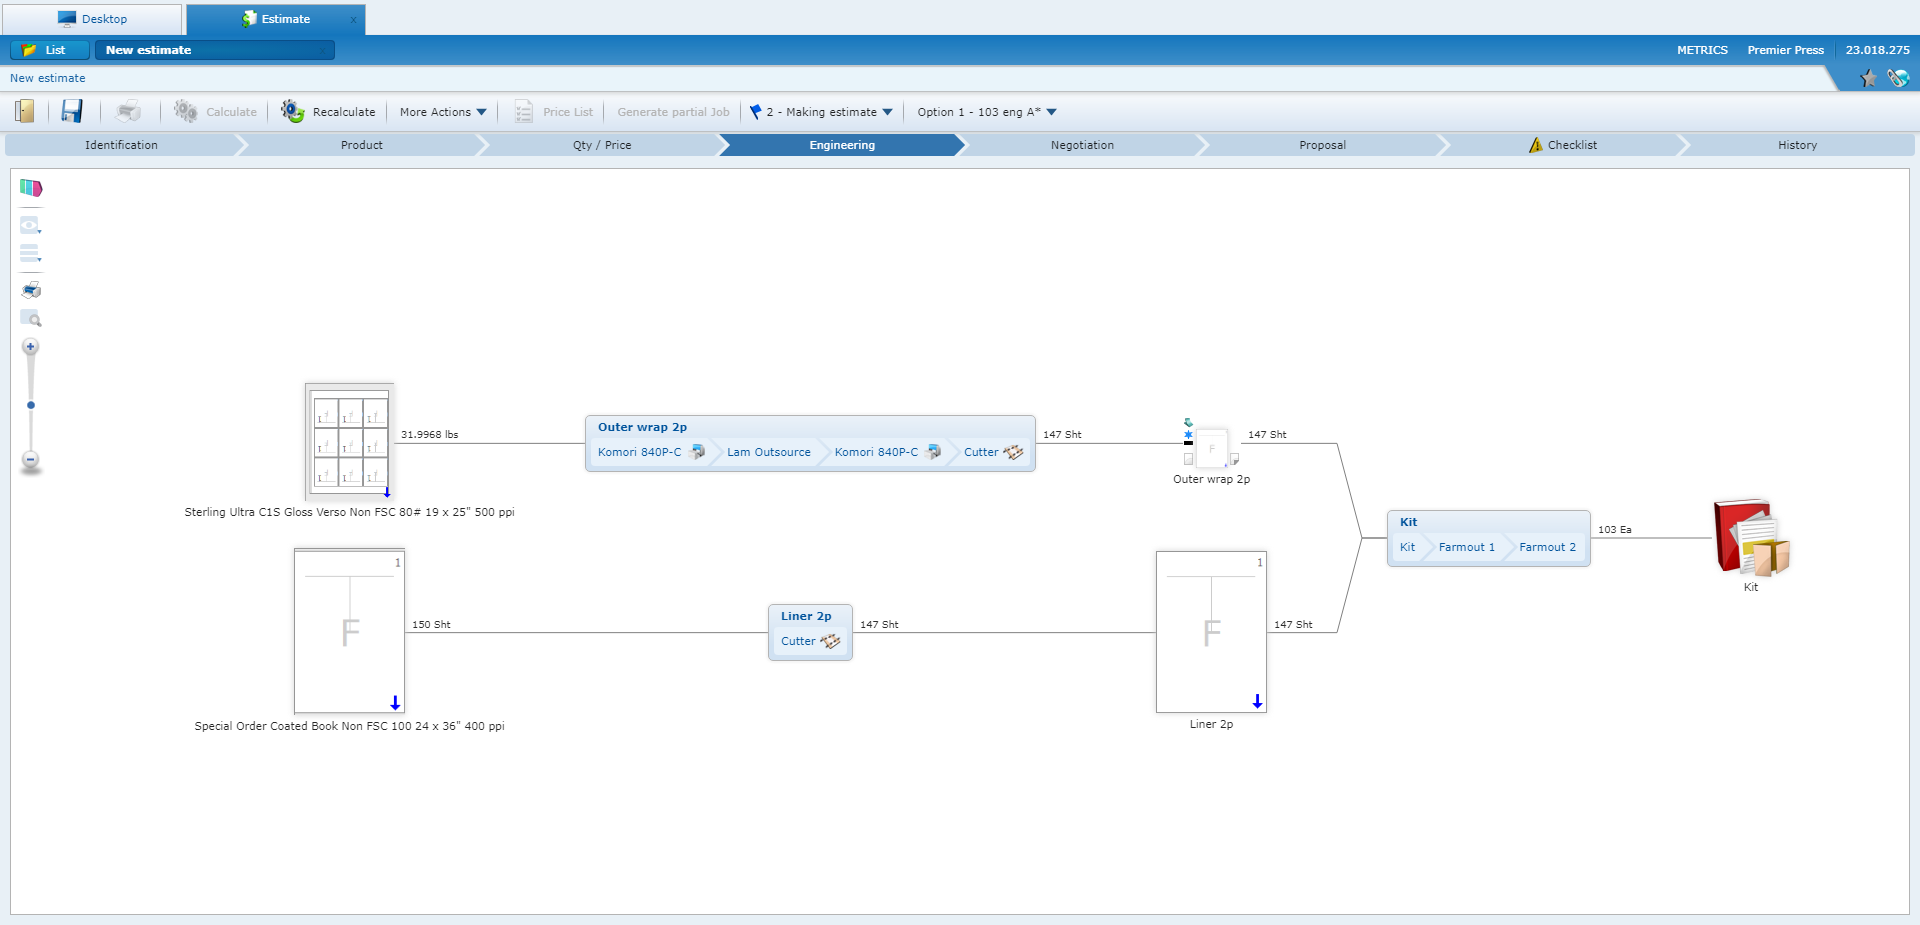 Desktop
Estimate x
List
New estimate x
METRICS Premier Press 23.018.275
New estimate
Calculate Recalculate More Actions Price List Generate partial Job 2 - Making estimate Option 1 - 103 eng A*
Identification Product Qty / Price Engineering Negotiation Proposal Checklist History
31.9968 lbs
Outer wrap 2p
Komori 840P-C Lam Outsource Komori 840P-C Cutter
147 Sht
F
Outer wrap 2p
147 Sht
Sterling Ultra C1S Gloss Verso Non FSC 80# 19 x 25" 500 ppi
Kit
Kit Farmout 1 Farmout 2
103 Ea
Kit
1
F
150 Sht
Liner 2p
Cutter
147 Sht
1
F
147 Sht
Liner 2p
Special Order Coated Book Non FSC 100 24 x 36" 400 ppi